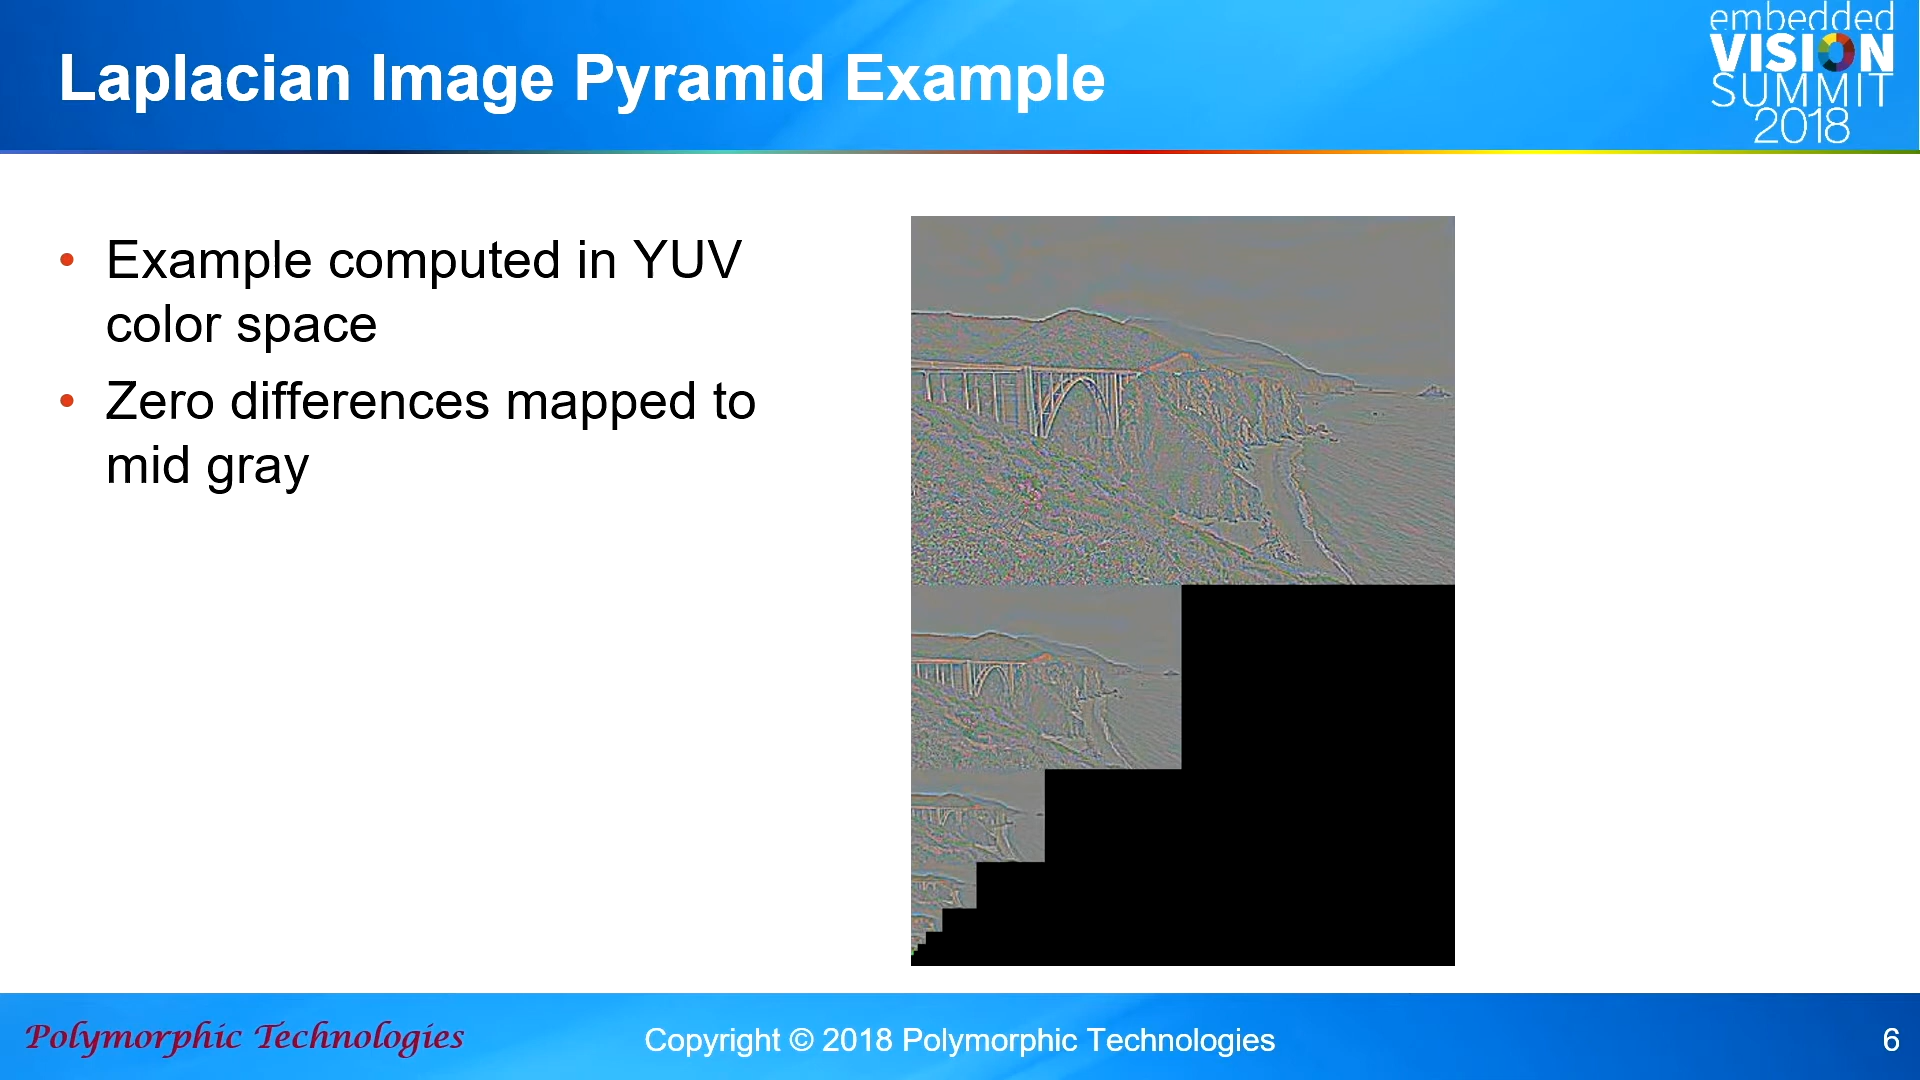 Laplacian Image Pyramid Example
embedded
VISION
SUMMIT
2018
• Example computed in YUV
color space
• Zero differences mapped to
mid gray
Polymorphic Technologies
Copyright © 2018 Polymorphic Technologies
6